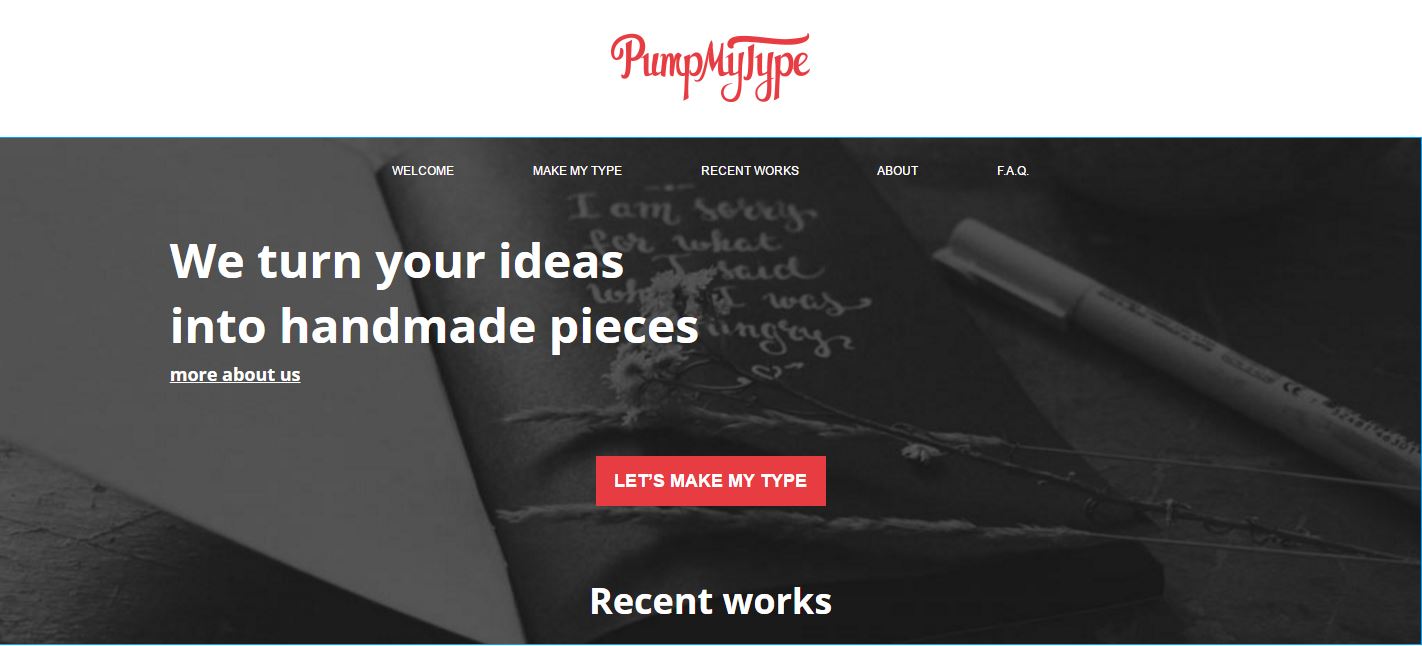 PumpMyType
WELCOME MAKE MY TYPE RECENT WORKS ABOUT F.A.Q.
I am sorry
for what
I said
when I was
We turn your ideas
into handmade pieces
more about us
LET'S MAKE MY TYPE
Recent works